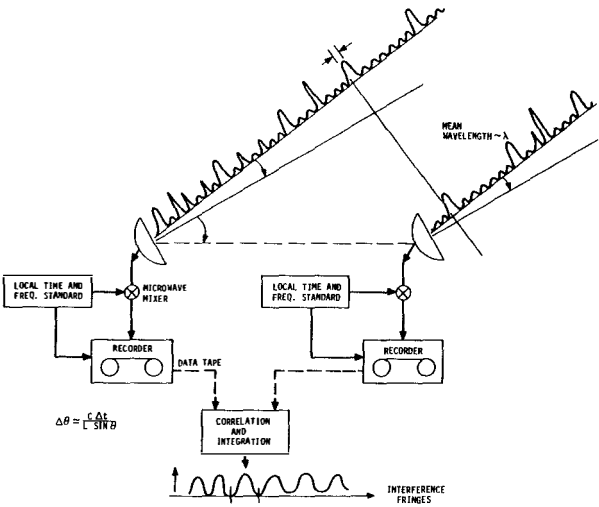 MEAN
WAVELENGTH ~ λ
LOCAL TIME AND
FREQ. STANDARD
MICROWAVE
MIXER
LOCAL TIME AND
FREQ. STANDARD
RECORDER
DATA TAPE
RECORDER
Δθ ≃ C Δt / L SIN θ
CORRELATION
AND
INTEGRATION
INTERFERENCE
FRINGES